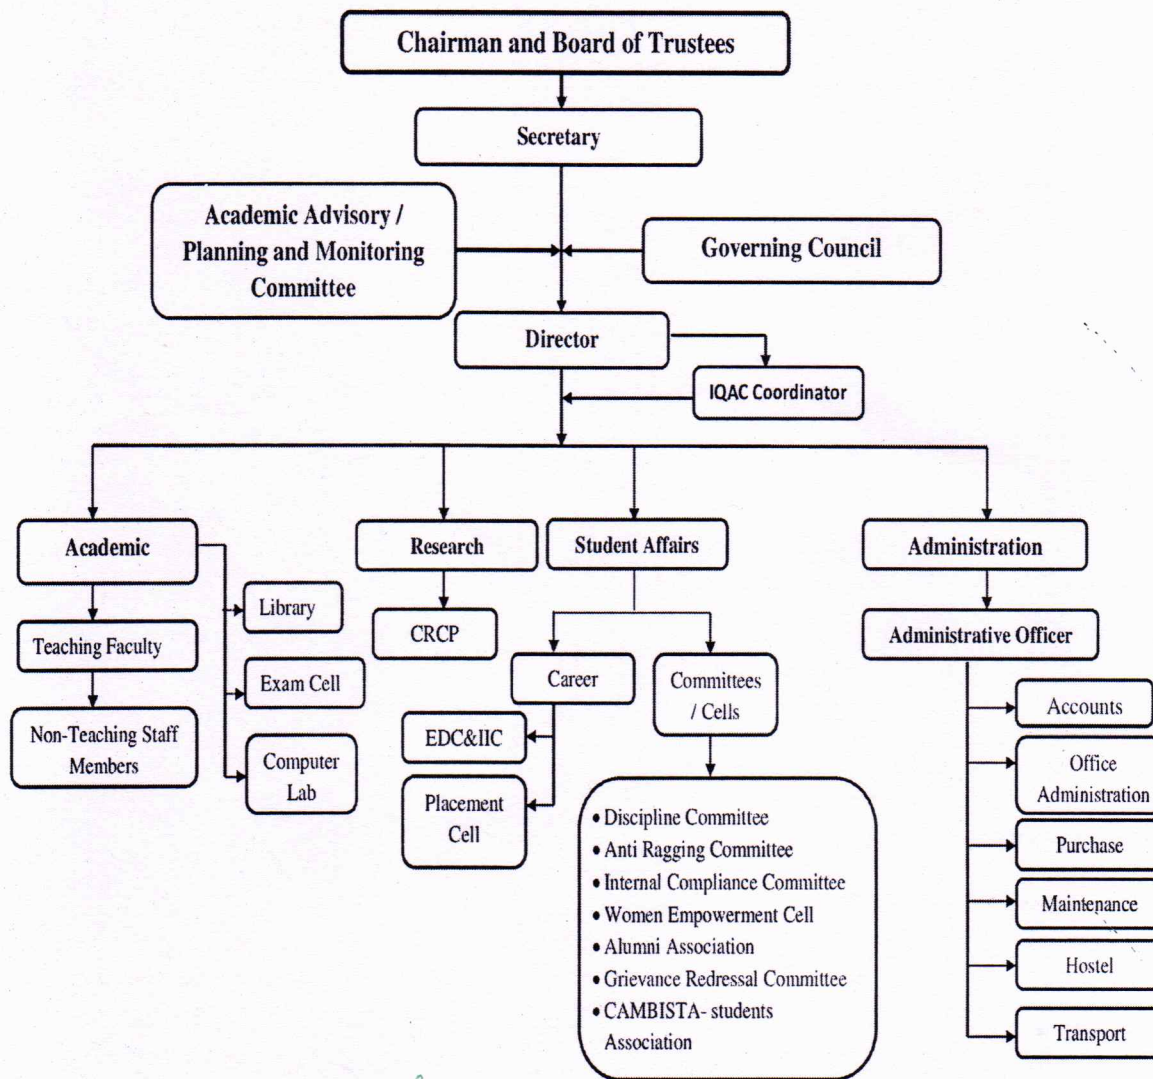 Chairman and Board of Trustees
Secretary
Academic Advisory /
Planning and Monitoring
Committee
Governing Council
Director
IQAC Coordinator
Academic
Research
Student Affairs
Administration
Library
Teaching Faculty
CRCP
Administrative Officer
Exam Cell
Career
Committees
/ Cells
Non-Teaching Staff
Members
EDC&IIC
Computer
Lab
Placement
Cell
Accounts
Office
Administration
Purchase
Maintenance
Hostel
Transport
• Discipline Committee
• Anti Ragging Committee
• Internal Compliance Committee
• Women Empowerment Cell
• Alumni Association
• Grievance Redressal Committee
• CAMBISTA- students
Association